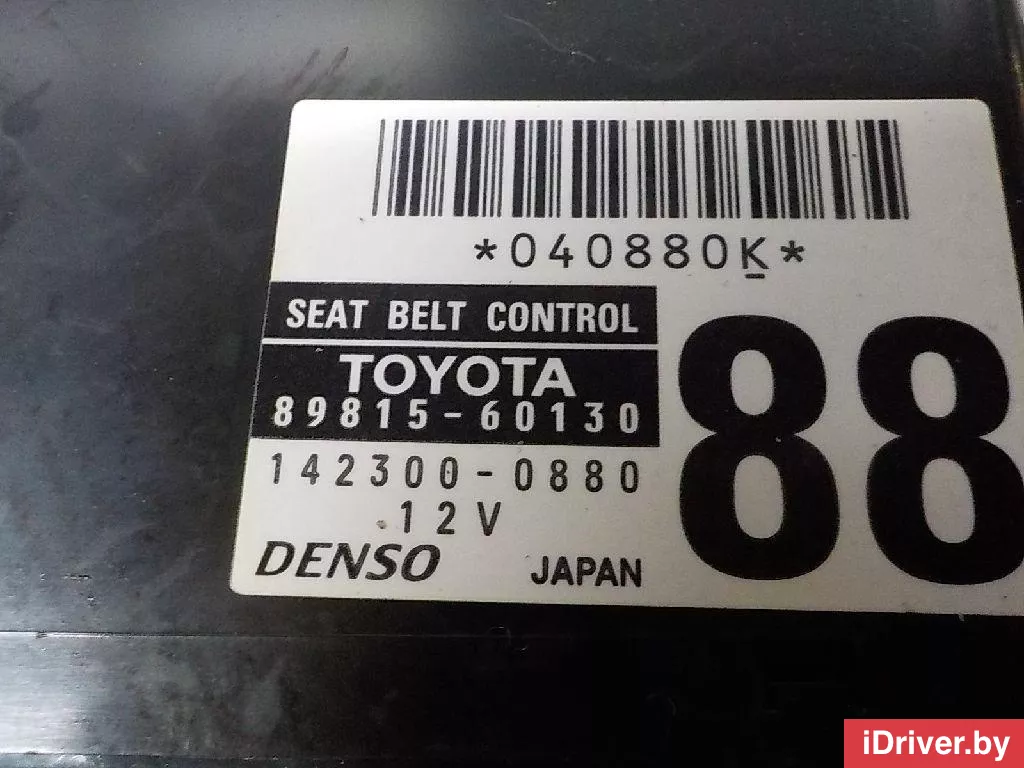 *040880K*
SEAT BELT CONTROL
TOYOTA
89815-60130
88
142300-0880
12V
DENSO JAPAN
iDriver.by